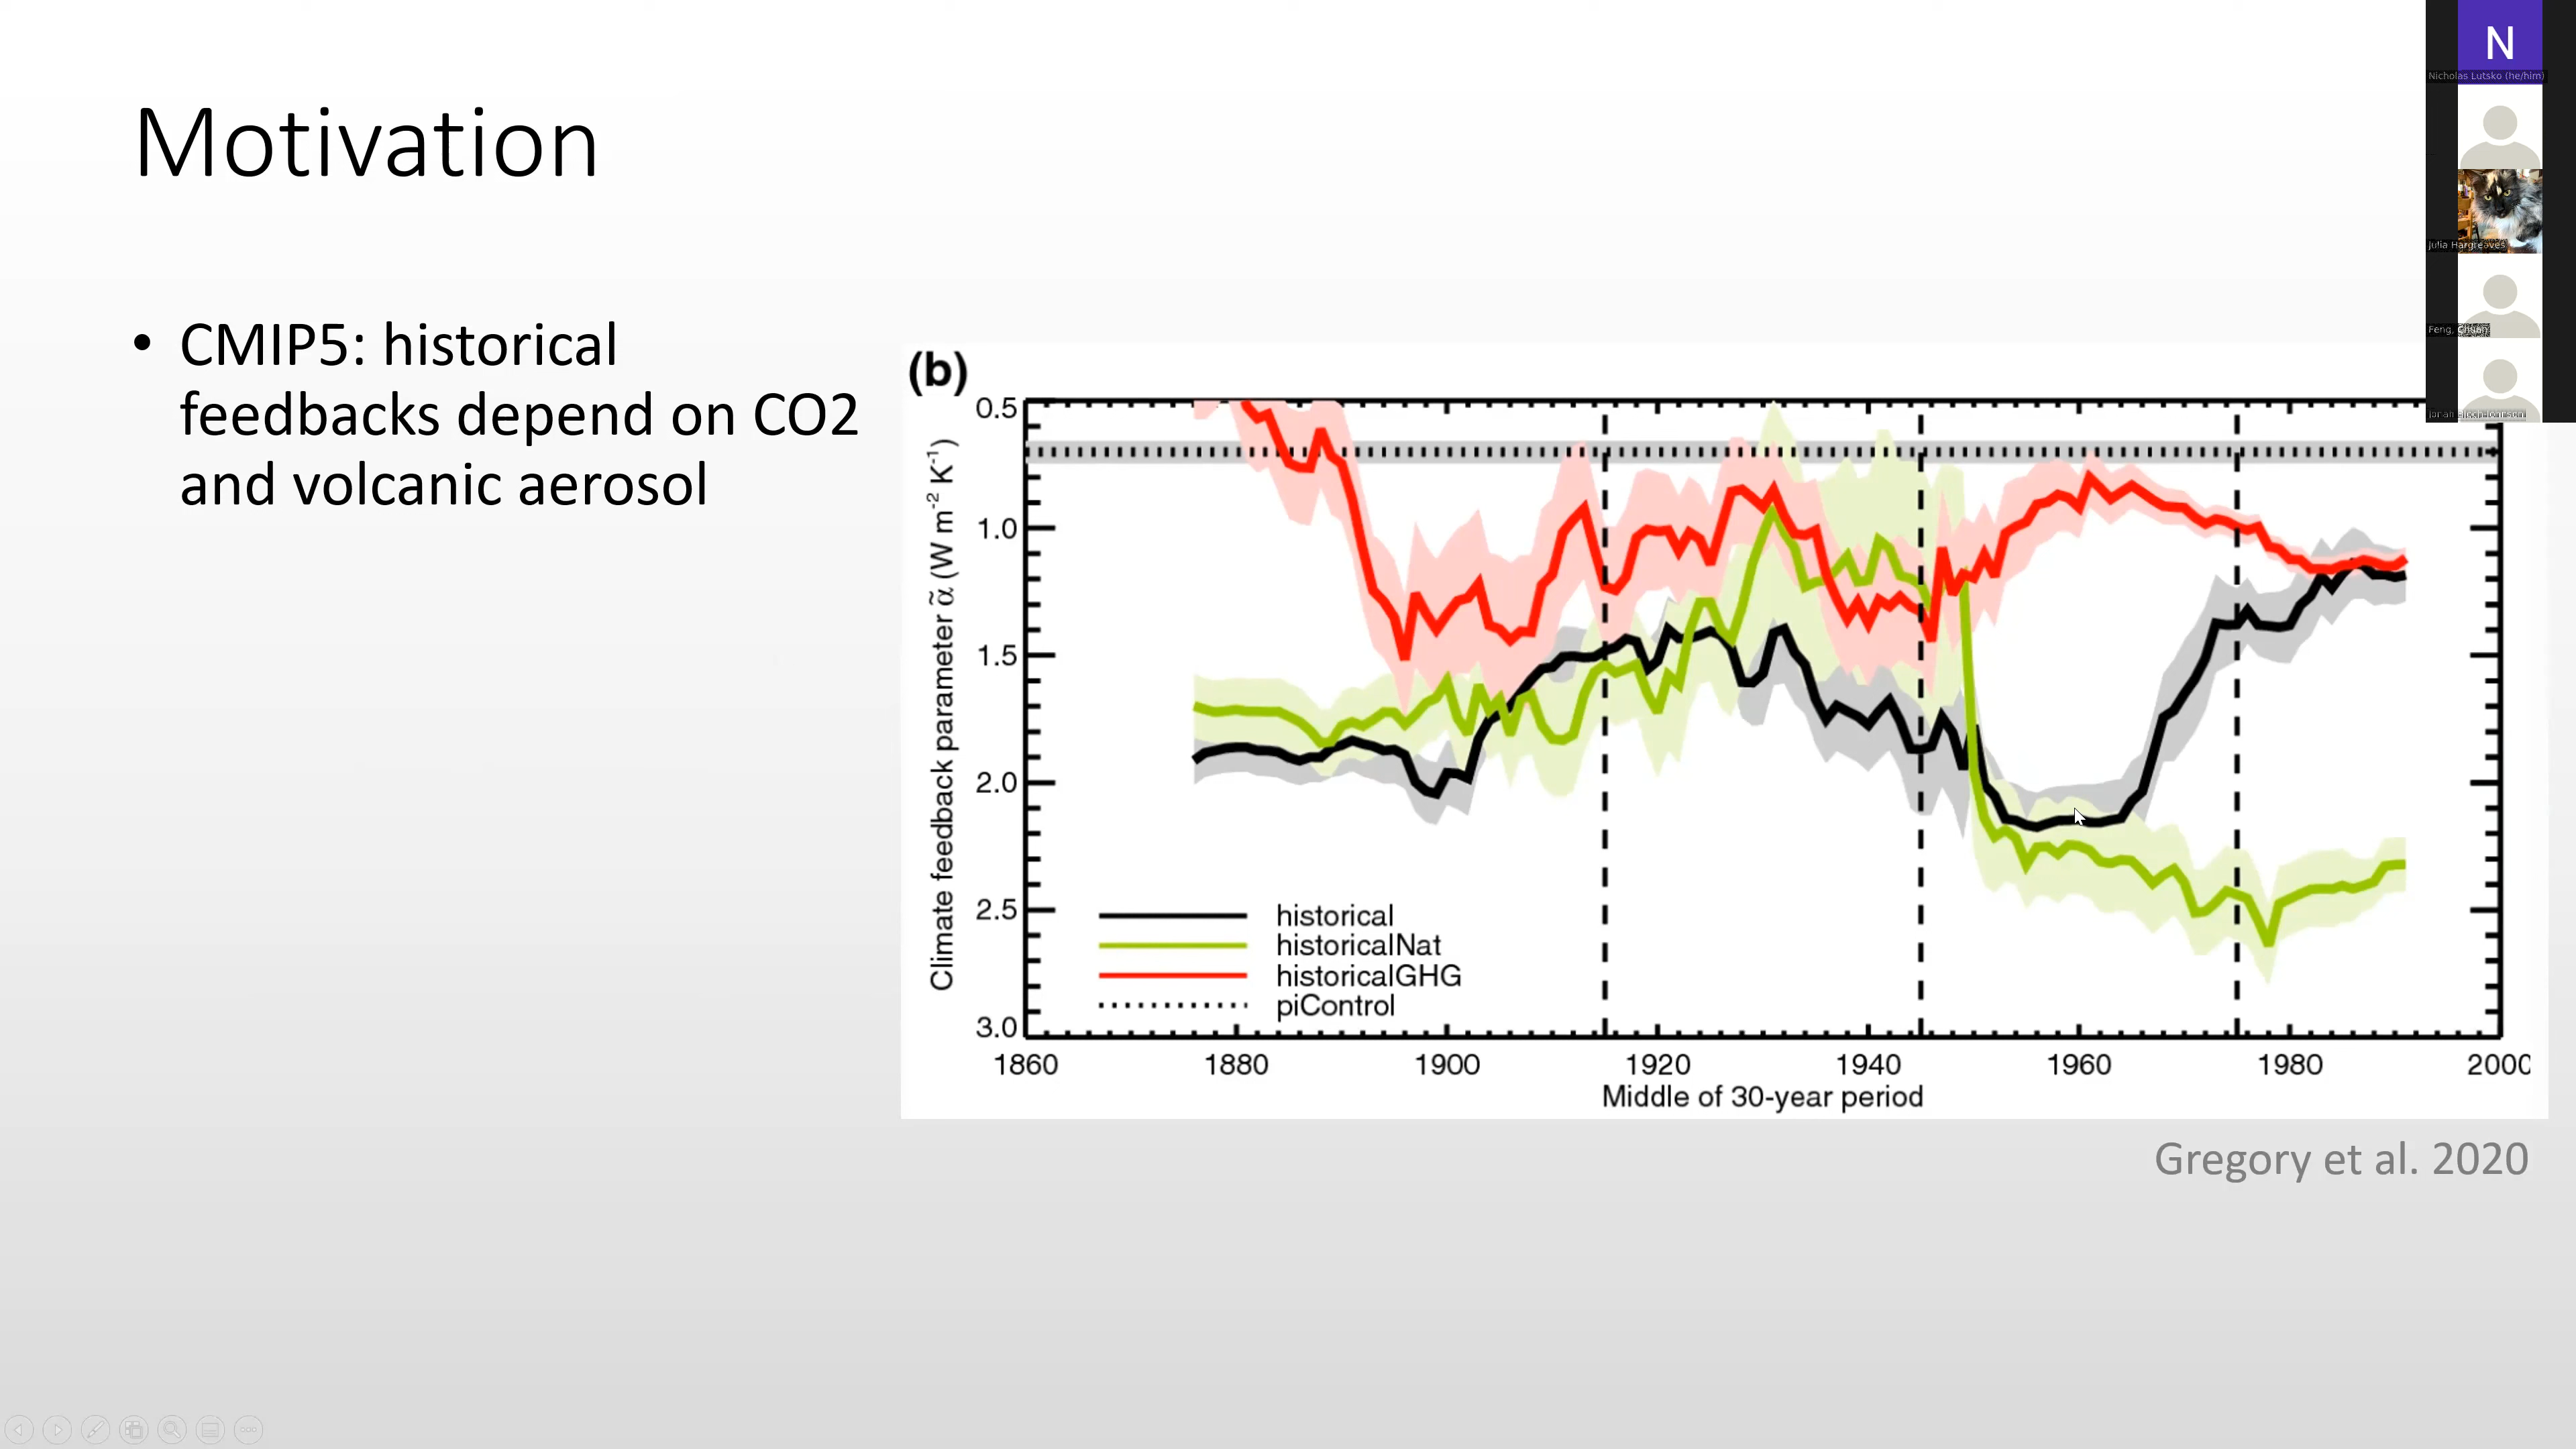 Motivation
• CMIP5: historical
feedbacks depend on CO2
and volcanic aerosol
(b)
Climate feedback parameter α̃ (W m⁻² K⁻¹)
0.5
1.0
1.5
2.0
2.5
3.0
historical
historicalNat
historicalGHG
piControl
1860 1880 1900 1920 1940 1960 1980 2000
Middle of 30-year period
Gregory et al. 2020
N
Nicholas Lutsko (he/him)
Julia Hargreaves
Feng,